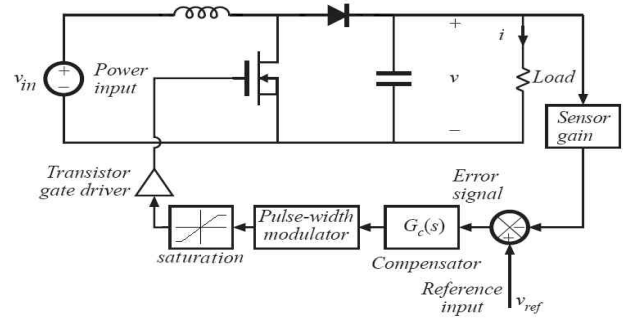 v_in
Power
input
+
−
+
v
−
i
Load
Sensor
gain
Transistor
gate driver
saturation
Pulse-width
modulator
G_c(s)
Compensator
Error
signal
−
+
Reference
input
v_ref